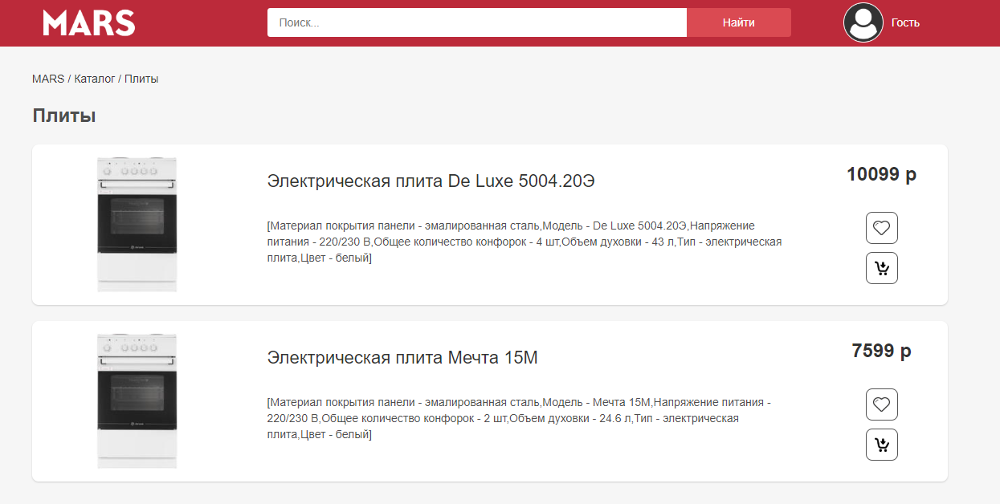 MARS
Поиск...
Найти
Гость
MARS / Каталог / Плиты
Плиты
Электрическая плита De Luxe 5004.20Э
10099 р
[Материал покрытия панели - эмалированная сталь,Модель - De Luxe 5004.20Э,Напряжение
питания - 220/230 В,Общее количество конфорок - 4 шт,Объем духовки - 43 л,Тип - электрическая
плита,Цвет - белый]
Электрическая плита Мечта 15М
7599 р
[Материал покрытия панели - эмалированная сталь,Модель - Мечта 15М,Напряжение питания -
220/230 В,Общее количество конфорок - 2 шт,Объем духовки - 24.6 л,Тип - электрическая
плита,Цвет - белый]